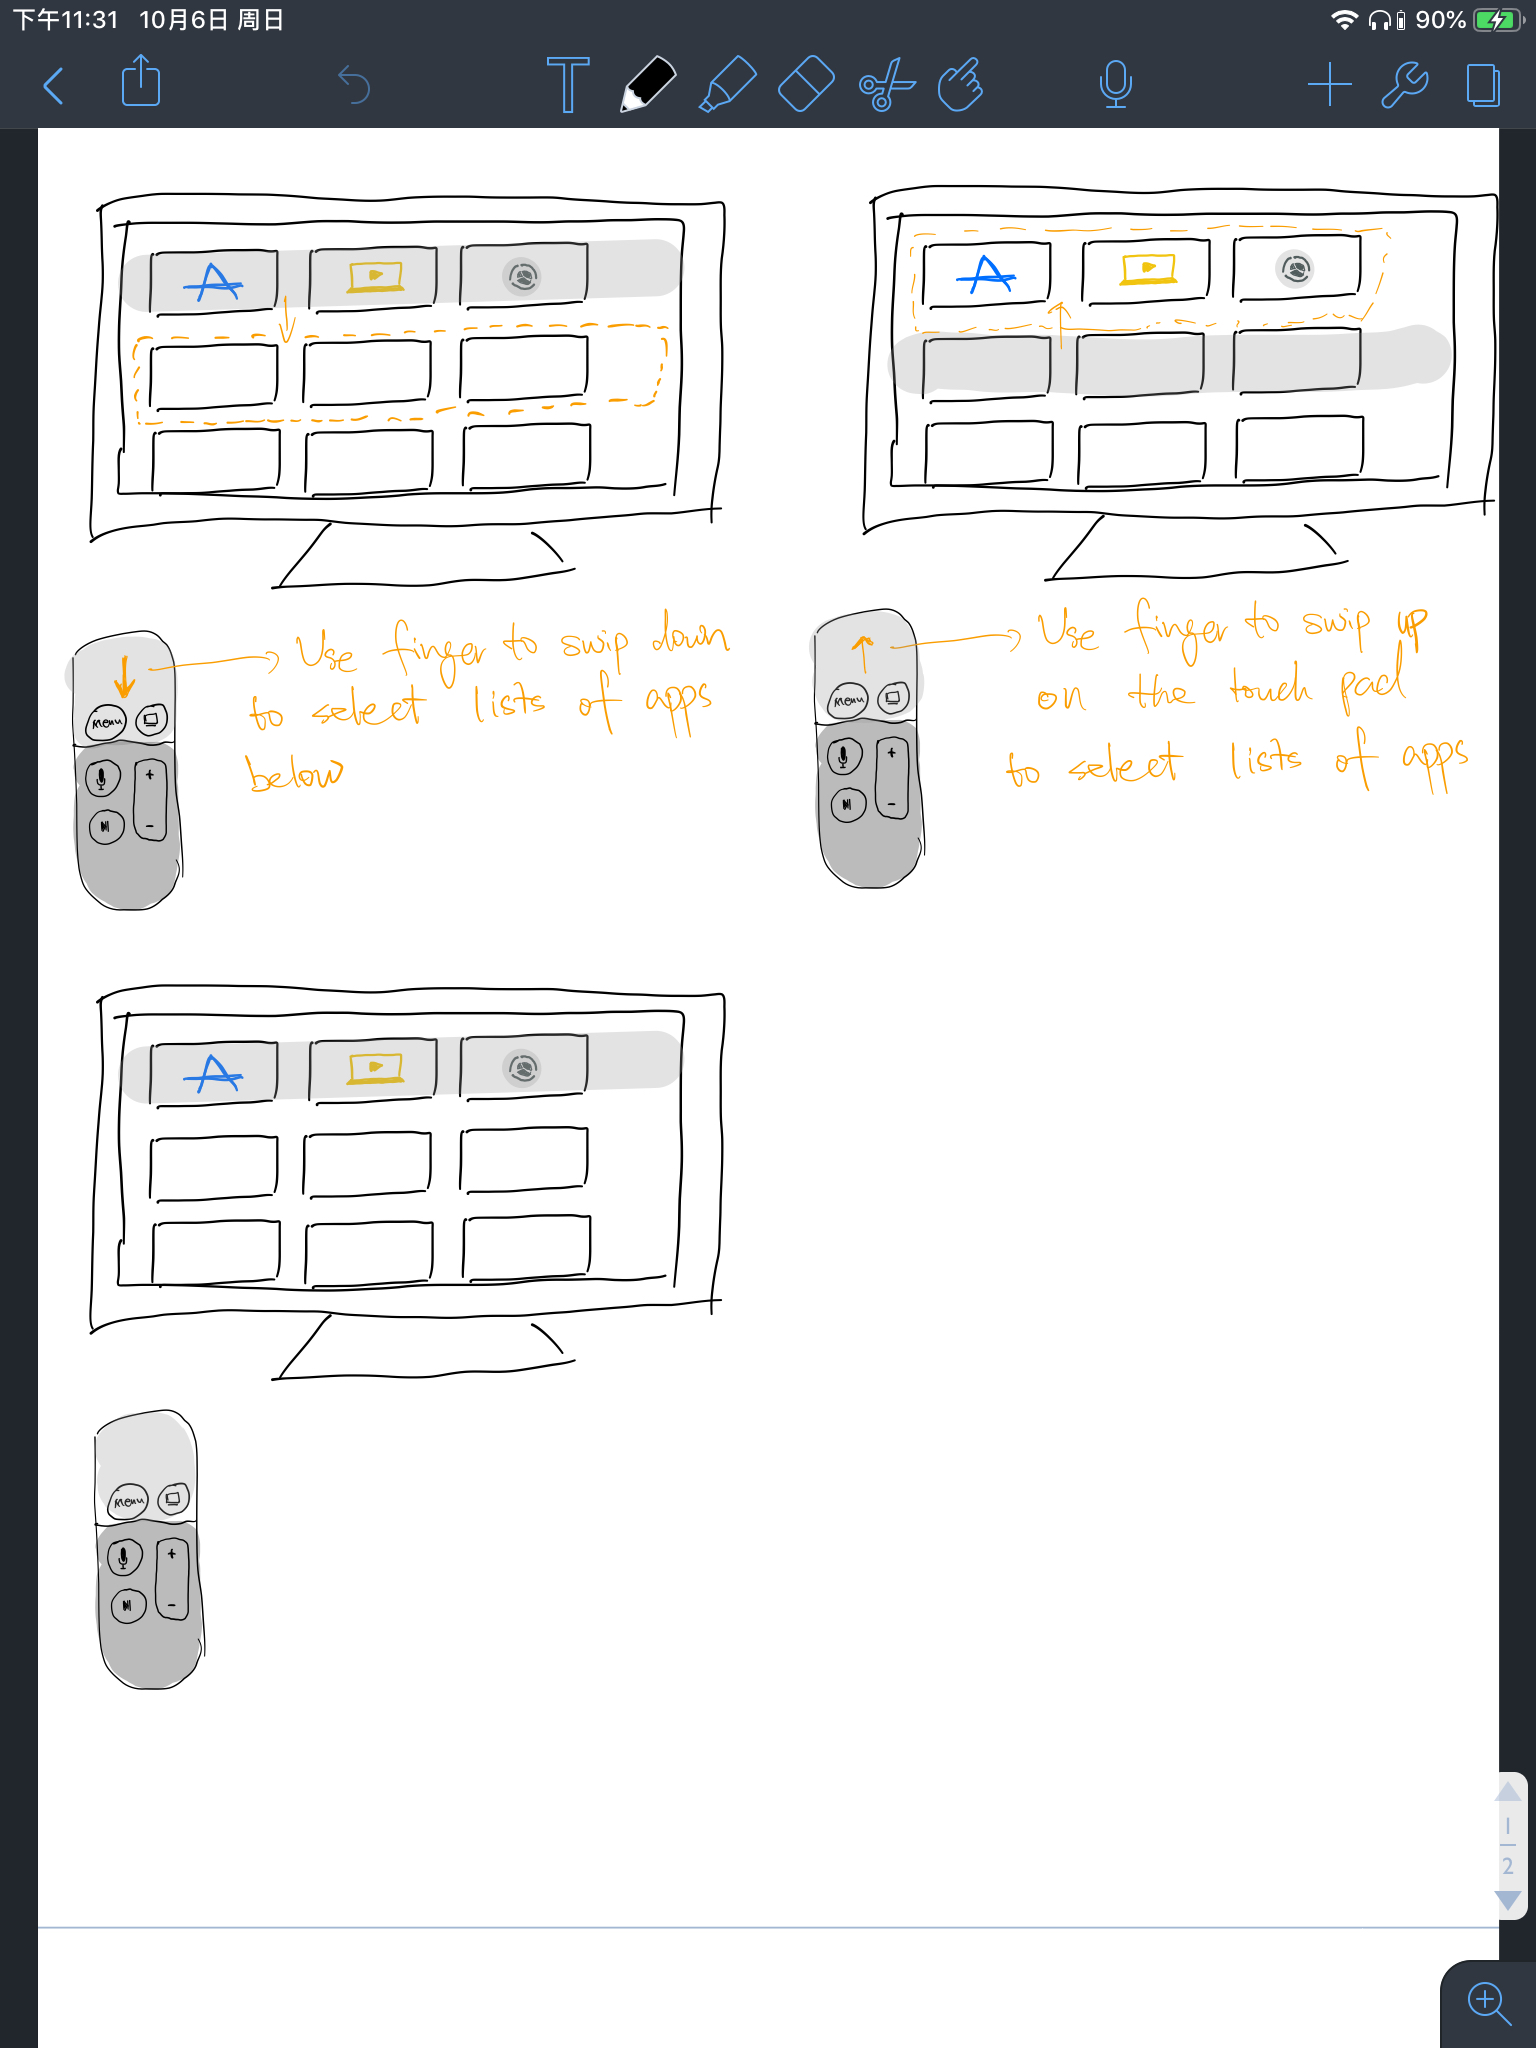 下午11:31 10月6日 周日
90%
T
Use finger to swip down
to select lists of apps
below
Menu
+
-
Use finger to swip up
on the touch pad
to select lists of apps
Menu
+
-
Menu
+
-
1
2